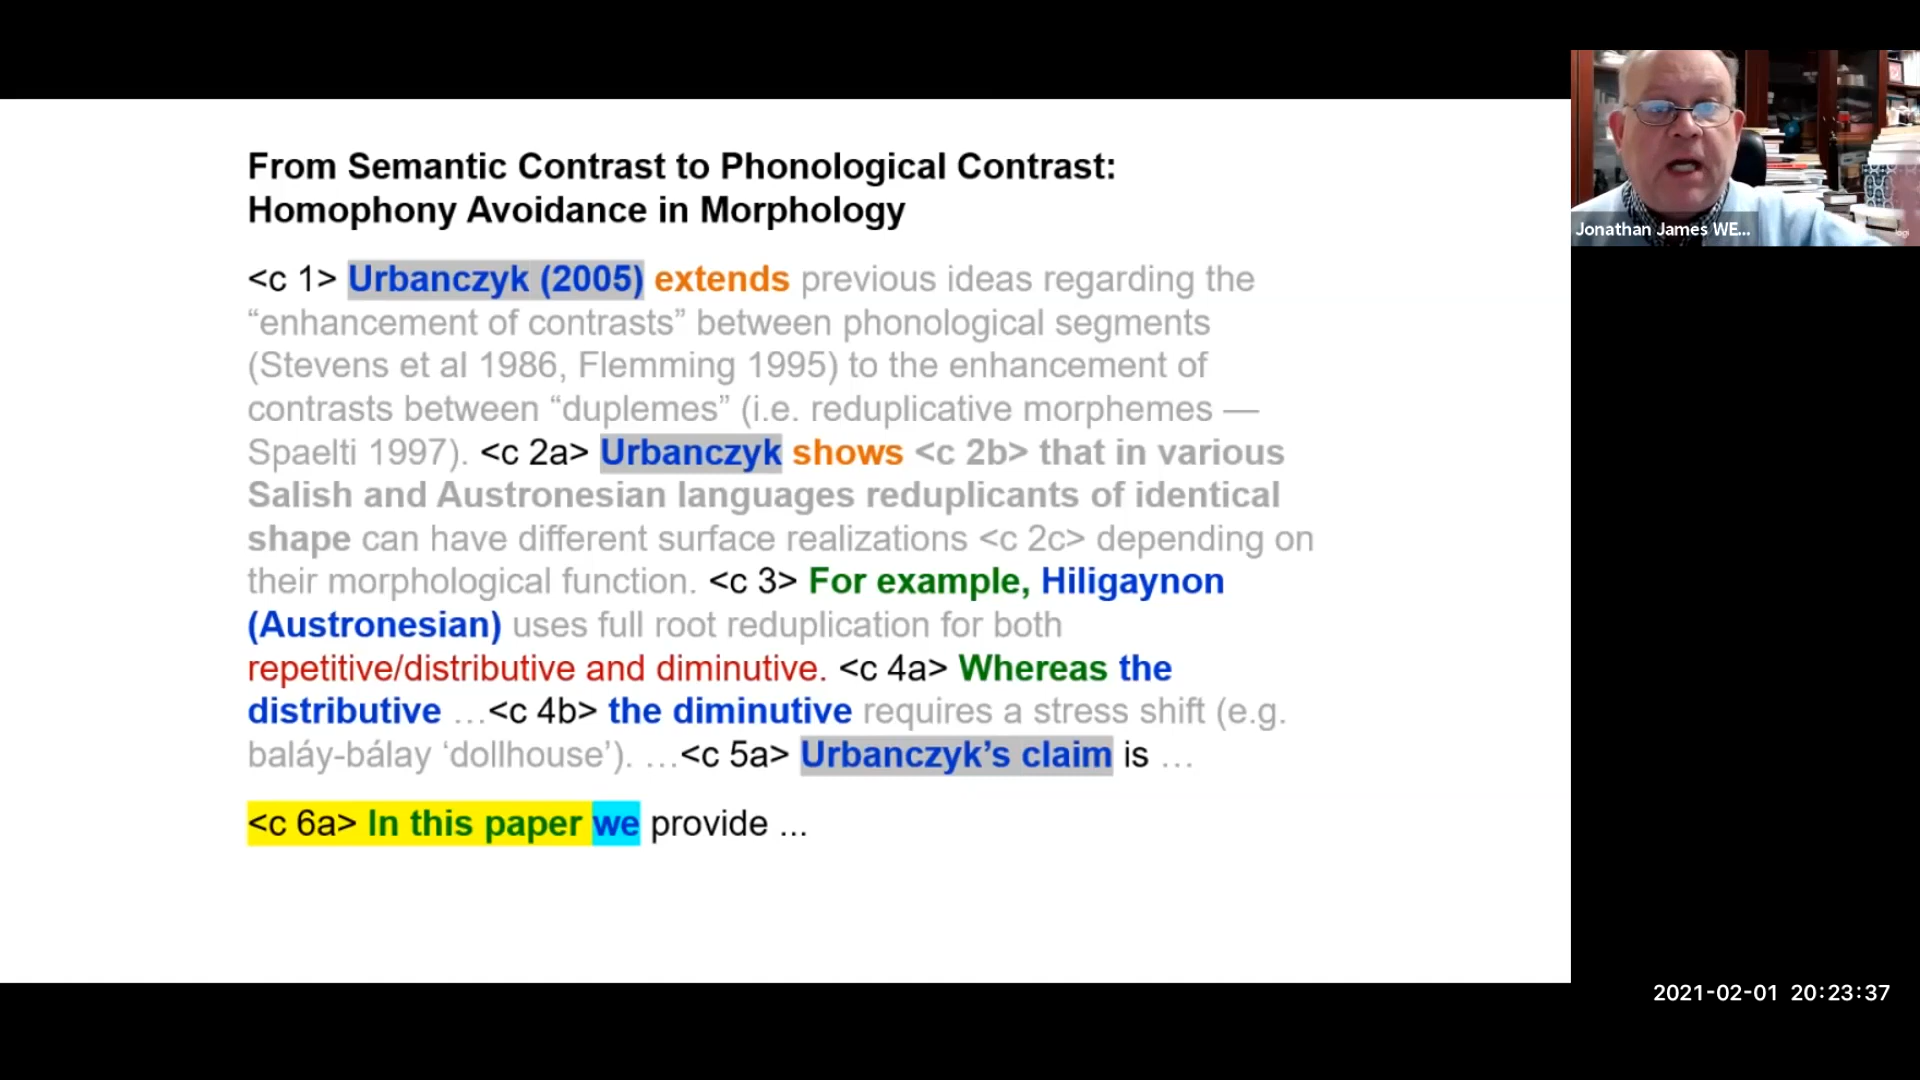 From Semantic Contrast to Phonological Contrast:
Homophony Avoidance in Morphology
<c 1> Urbanczyk (2005) extends previous ideas regarding the
“enhancement of contrasts” between phonological segments
(Stevens et al 1986, Flemming 1995) to the enhancement of
contrasts between “duplemes” (i.e. reduplicative morphemes —
Spaelti 1997). <c 2a> Urbanczyk shows <c 2b> that in various
Salish and Austronesian languages reduplicants of identical
shape can have different surface realizations <c 2c> depending on
their morphological function. <c 3> For example, Hiligaynon
(Austronesian) uses full root reduplication for both
repetitive/distributive and diminutive. <c 4a> Whereas the
distributive …<c 4b> the diminutive requires a stress shift (e.g.
baláy-bálay ‘dollhouse’). …<c 5a> Urbanczyk’s claim is …
<c 6a> In this paper we provide ...
Jonathan James WE...
2021-02-01 20:23:37